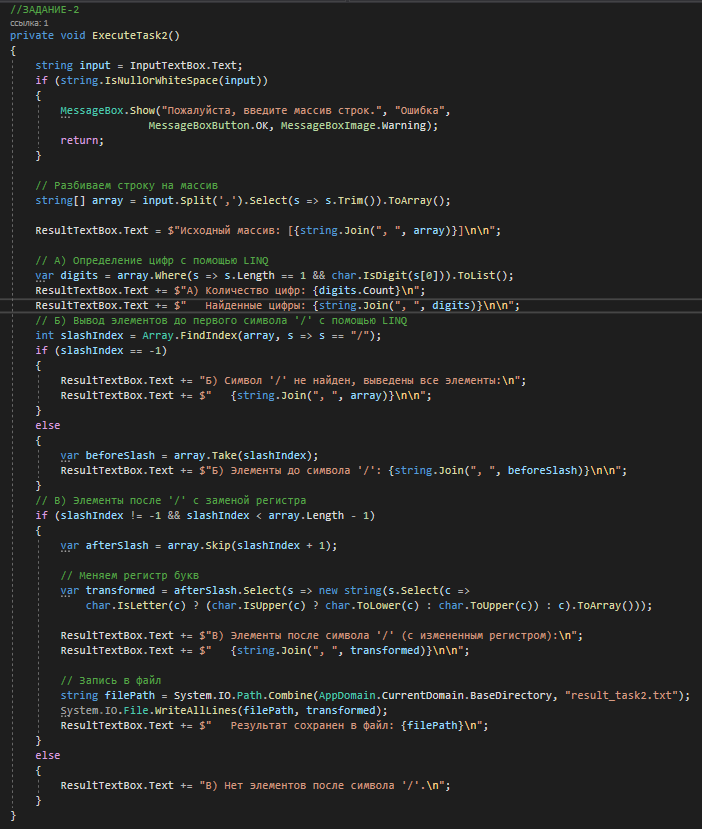 //ЗАДАНИЕ-2
ссылка: 1
private void ExecuteTask2()
{
    string input = InputTextBox.Text;
    if (string.IsNullOrWhiteSpace(input))
    {
        MessageBox.Show("Пожалуйста, введите массив строк.", "Ошибка",
                      MessageBoxButton.OK, MessageBoxImage.Warning);
        return;
    }

    // Разбиваем строку на массив
    string[] array = input.Split(',').Select(s => s.Trim()).ToArray();

    ResultTextBox.Text = $"Исходный массив: [{string.Join(", ", array)}]\n\n";

    // А) Определение цифр с помощью LINQ
    var digits = array.Where(s => s.Length == 1 && char.IsDigit(s[0])).ToList();
    ResultTextBox.Text += $"А) Количество цифр: {digits.Count}\n";
    ResultTextBox.Text += $"   Найденные цифры: {string.Join(", ", digits)}\n\n";
    // Б) Вывод элементов до первого символа '/' с помощью LINQ
    int slashIndex = Array.FindIndex(array, s => s == "/");
    if (slashIndex == -1)
    {
        ResultTextBox.Text += "Б) Символ '/' не найден, выведены все элементы:\n";
        ResultTextBox.Text += $"   {string.Join(", ", array)}\n\n";
    }
    else
    {
        var beforeSlash = array.Take(slashIndex);
        ResultTextBox.Text += $"Б) Элементы до символа '/': {string.Join(", ", beforeSlash)}\n\n";
    }
    // В) Элементы после '/' с заменой регистра
    if (slashIndex != -1 && slashIndex < array.Length - 1)
    {
        var afterSlash = array.Skip(slashIndex + 1);

        // Меняем регистр букв
        var transformed = afterSlash.Select(s => new string(s.Select(c =>
            char.IsLetter(c) ? (char.IsUpper(c) ? char.ToLower(c) : char.ToUpper(c)) : c).ToArray()));

        ResultTextBox.Text += $"В) Элементы после символа '/' (с измененным регистром):\n";
        ResultTextBox.Text += $"   {string.Join(", ", transformed)}\n\n";

        // Запись в файл
        string filePath = System.IO.Path.Combine(AppDomain.CurrentDomain.BaseDirectory, "result_task2.txt");
        System.IO.File.WriteAllLines(filePath, transformed);
        ResultTextBox.Text += $"   Результат сохранен в файл: {filePath}\n";
    }
    else
    {
        ResultTextBox.Text += "В) Нет элементов после символа '/'.\n";
    }
}